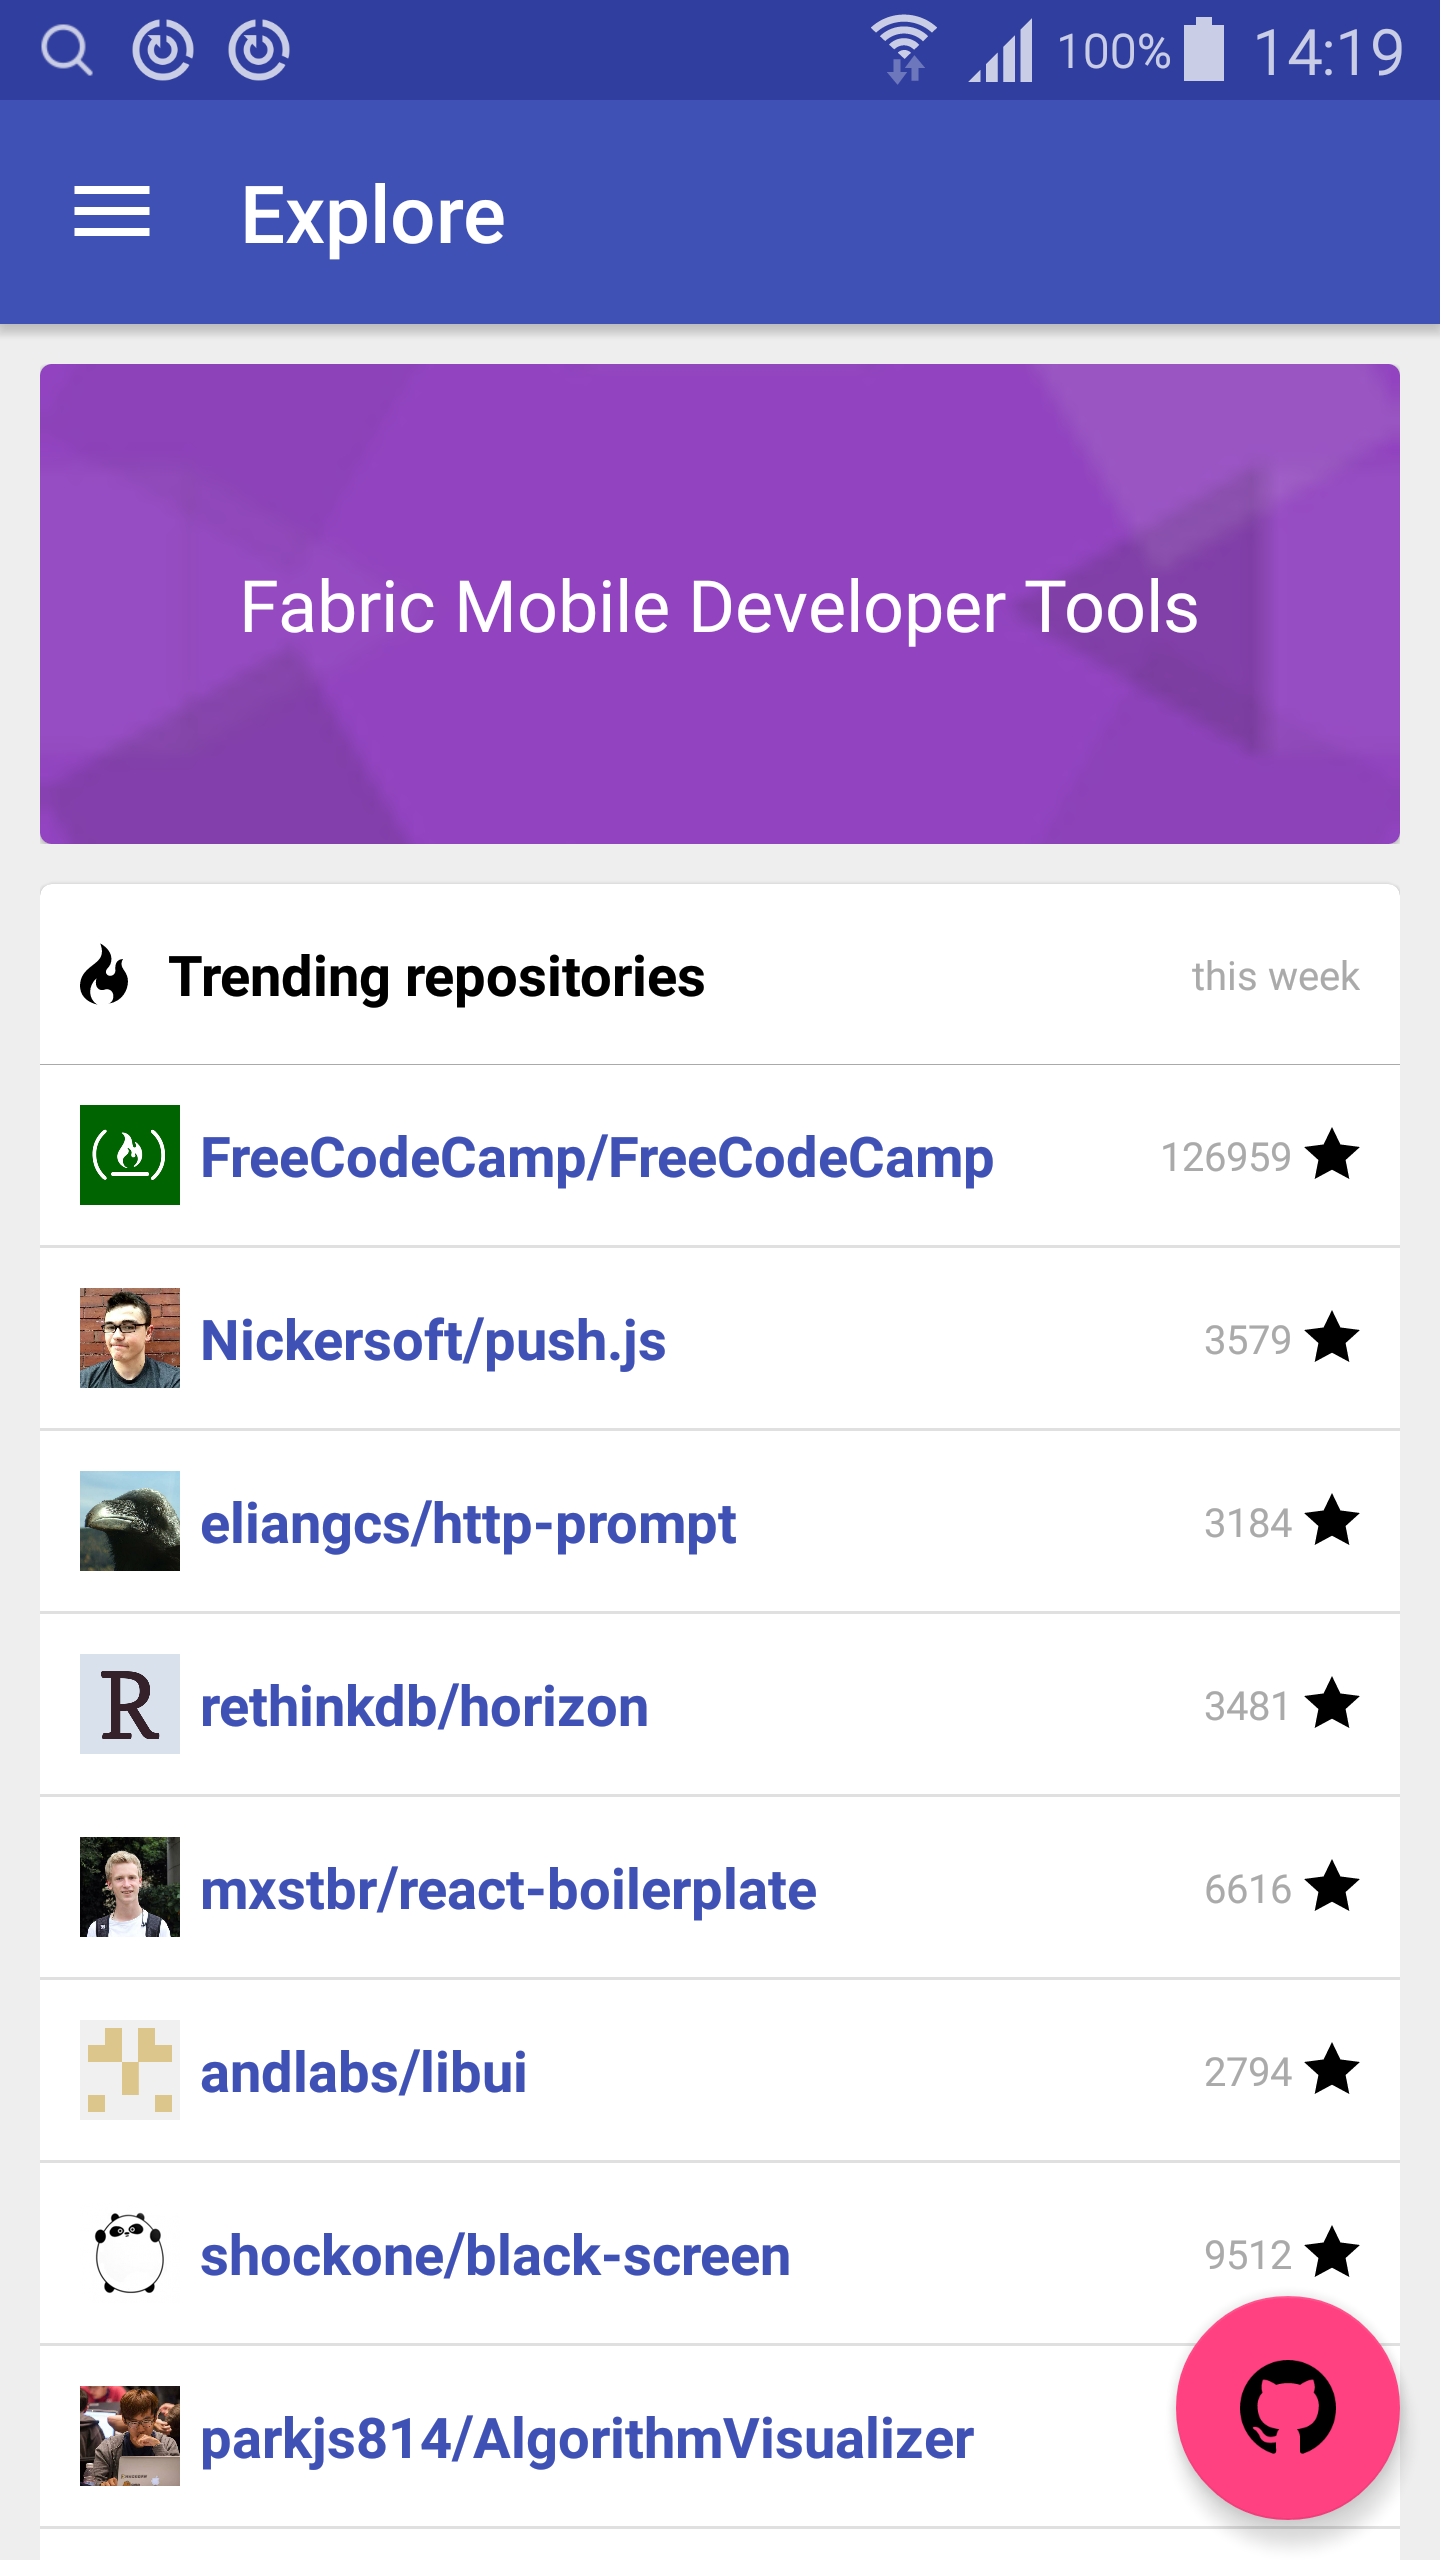 100% 14:19
Explore
Fabric Mobile Developer Tools
Trending repositories this week
FreeCodeCamp/FreeCodeCamp 126959
Nickersoft/push.js 3579
eliangcs/http-prompt 3184
R rethinkdb/horizon 3481
mxstbr/react-boilerplate 6616
andlabs/libui 2794
shockone/black-screen 9512
parkjs814/AlgorithmVisualizer